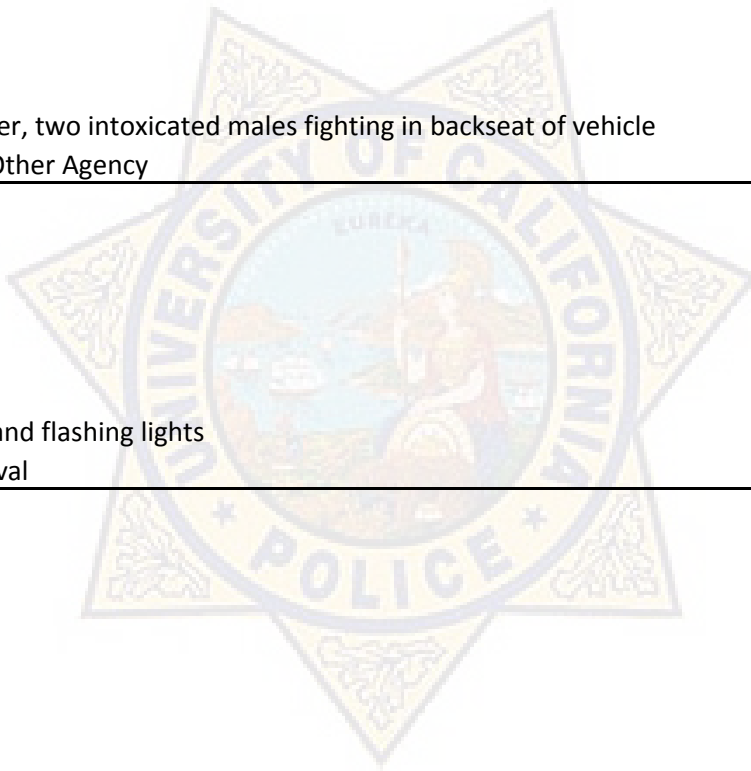 er, two intoxicated males fighting in backseat of vehicle
Other Agency
and flashing lights
val
UNIVERSITY OF CALIFORNIA
EUREKA
POLICE